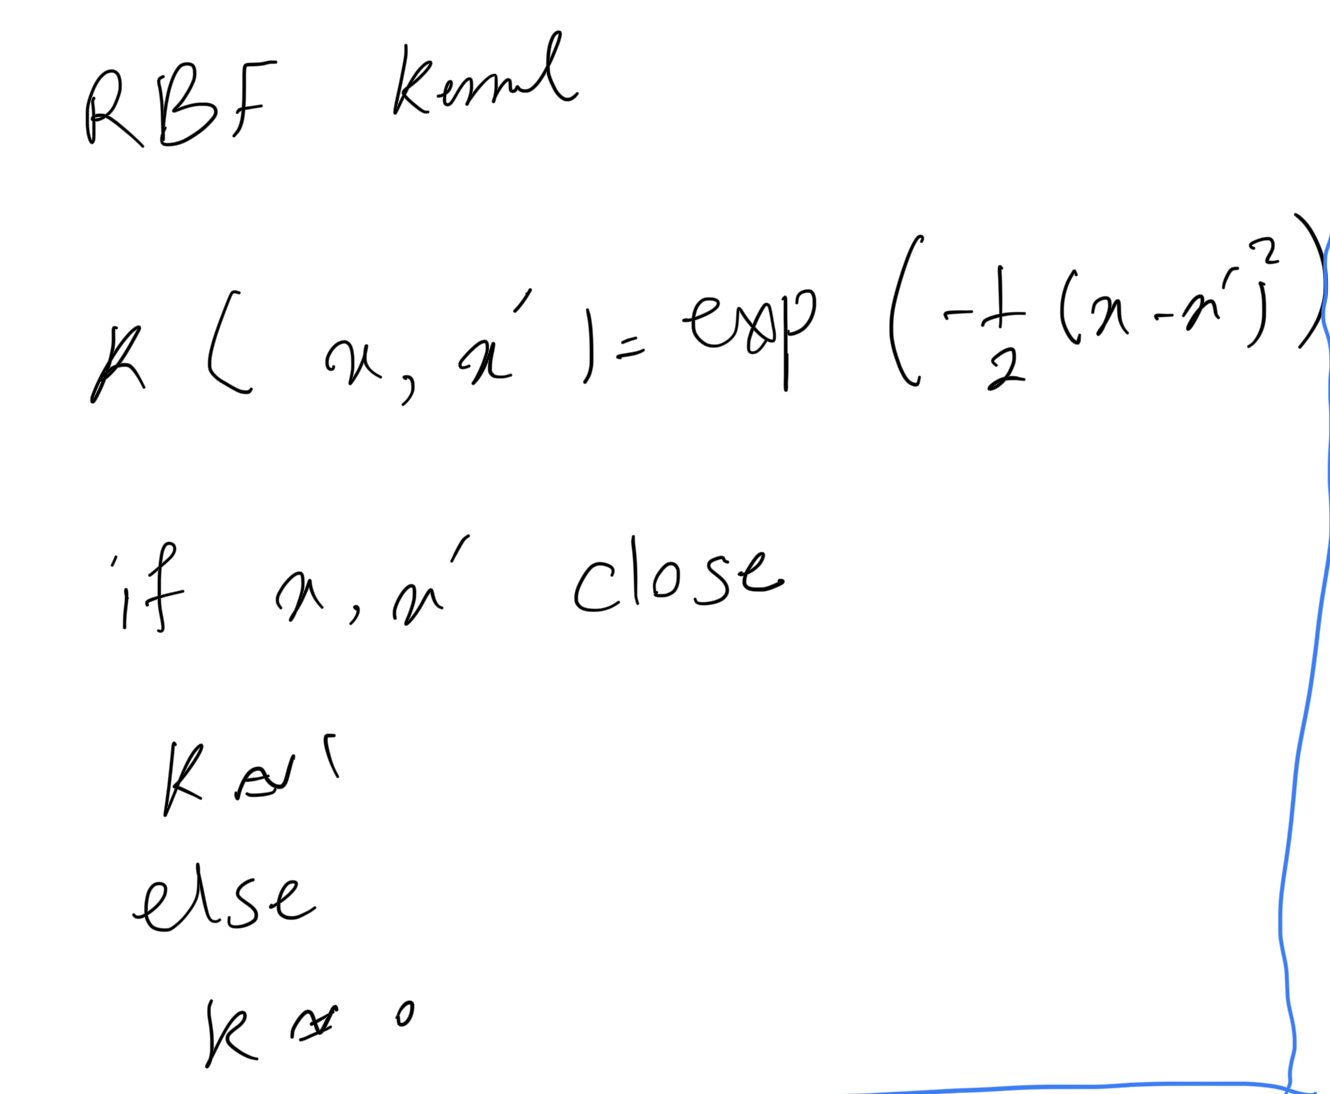 RBF Kernel
K ( x, x′ ) = exp ( -1/2 (x - x′)² )
if x, x′ close
K ≈ 1
else
K ≈ 0